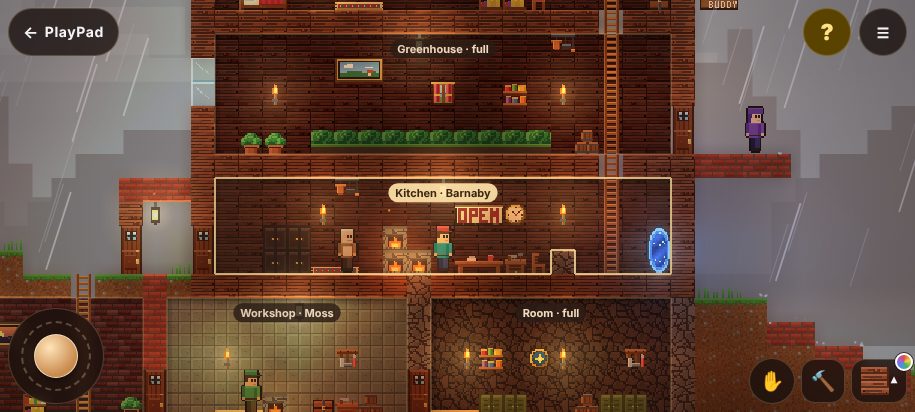 ← PlayPad
BUDDY
?
Greenhouse · full
Kitchen · Barnaby
OPEN
Workshop · Moss
Room · full